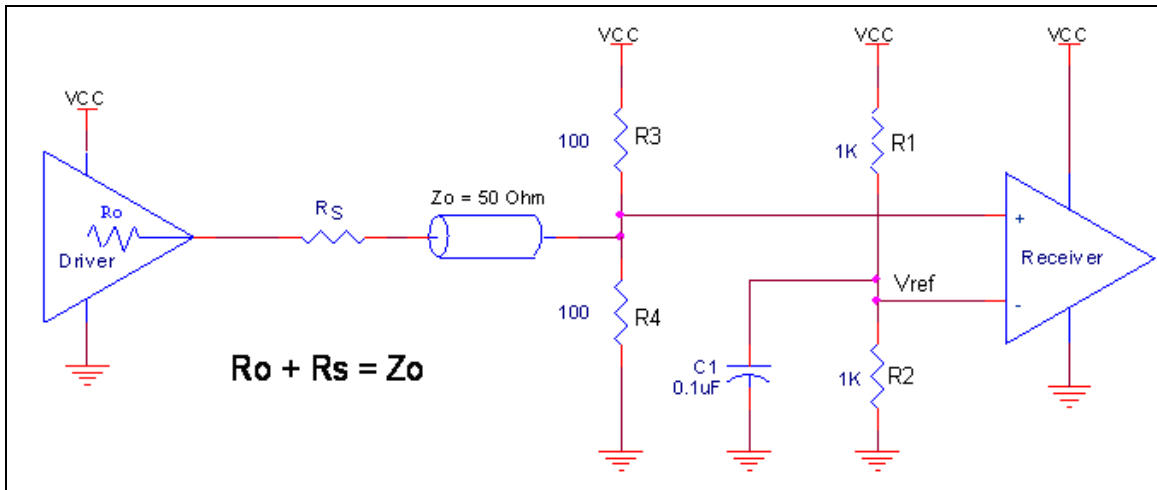 VCC
VCC
VCC
VCC
Ro
Driver
RS
Zo = 50 Ohm
100
R3
100
R4
1K
R1
Vref
1K
R2
C1
0.1uF
+
-
Receiver
Ro + Rs = Zo